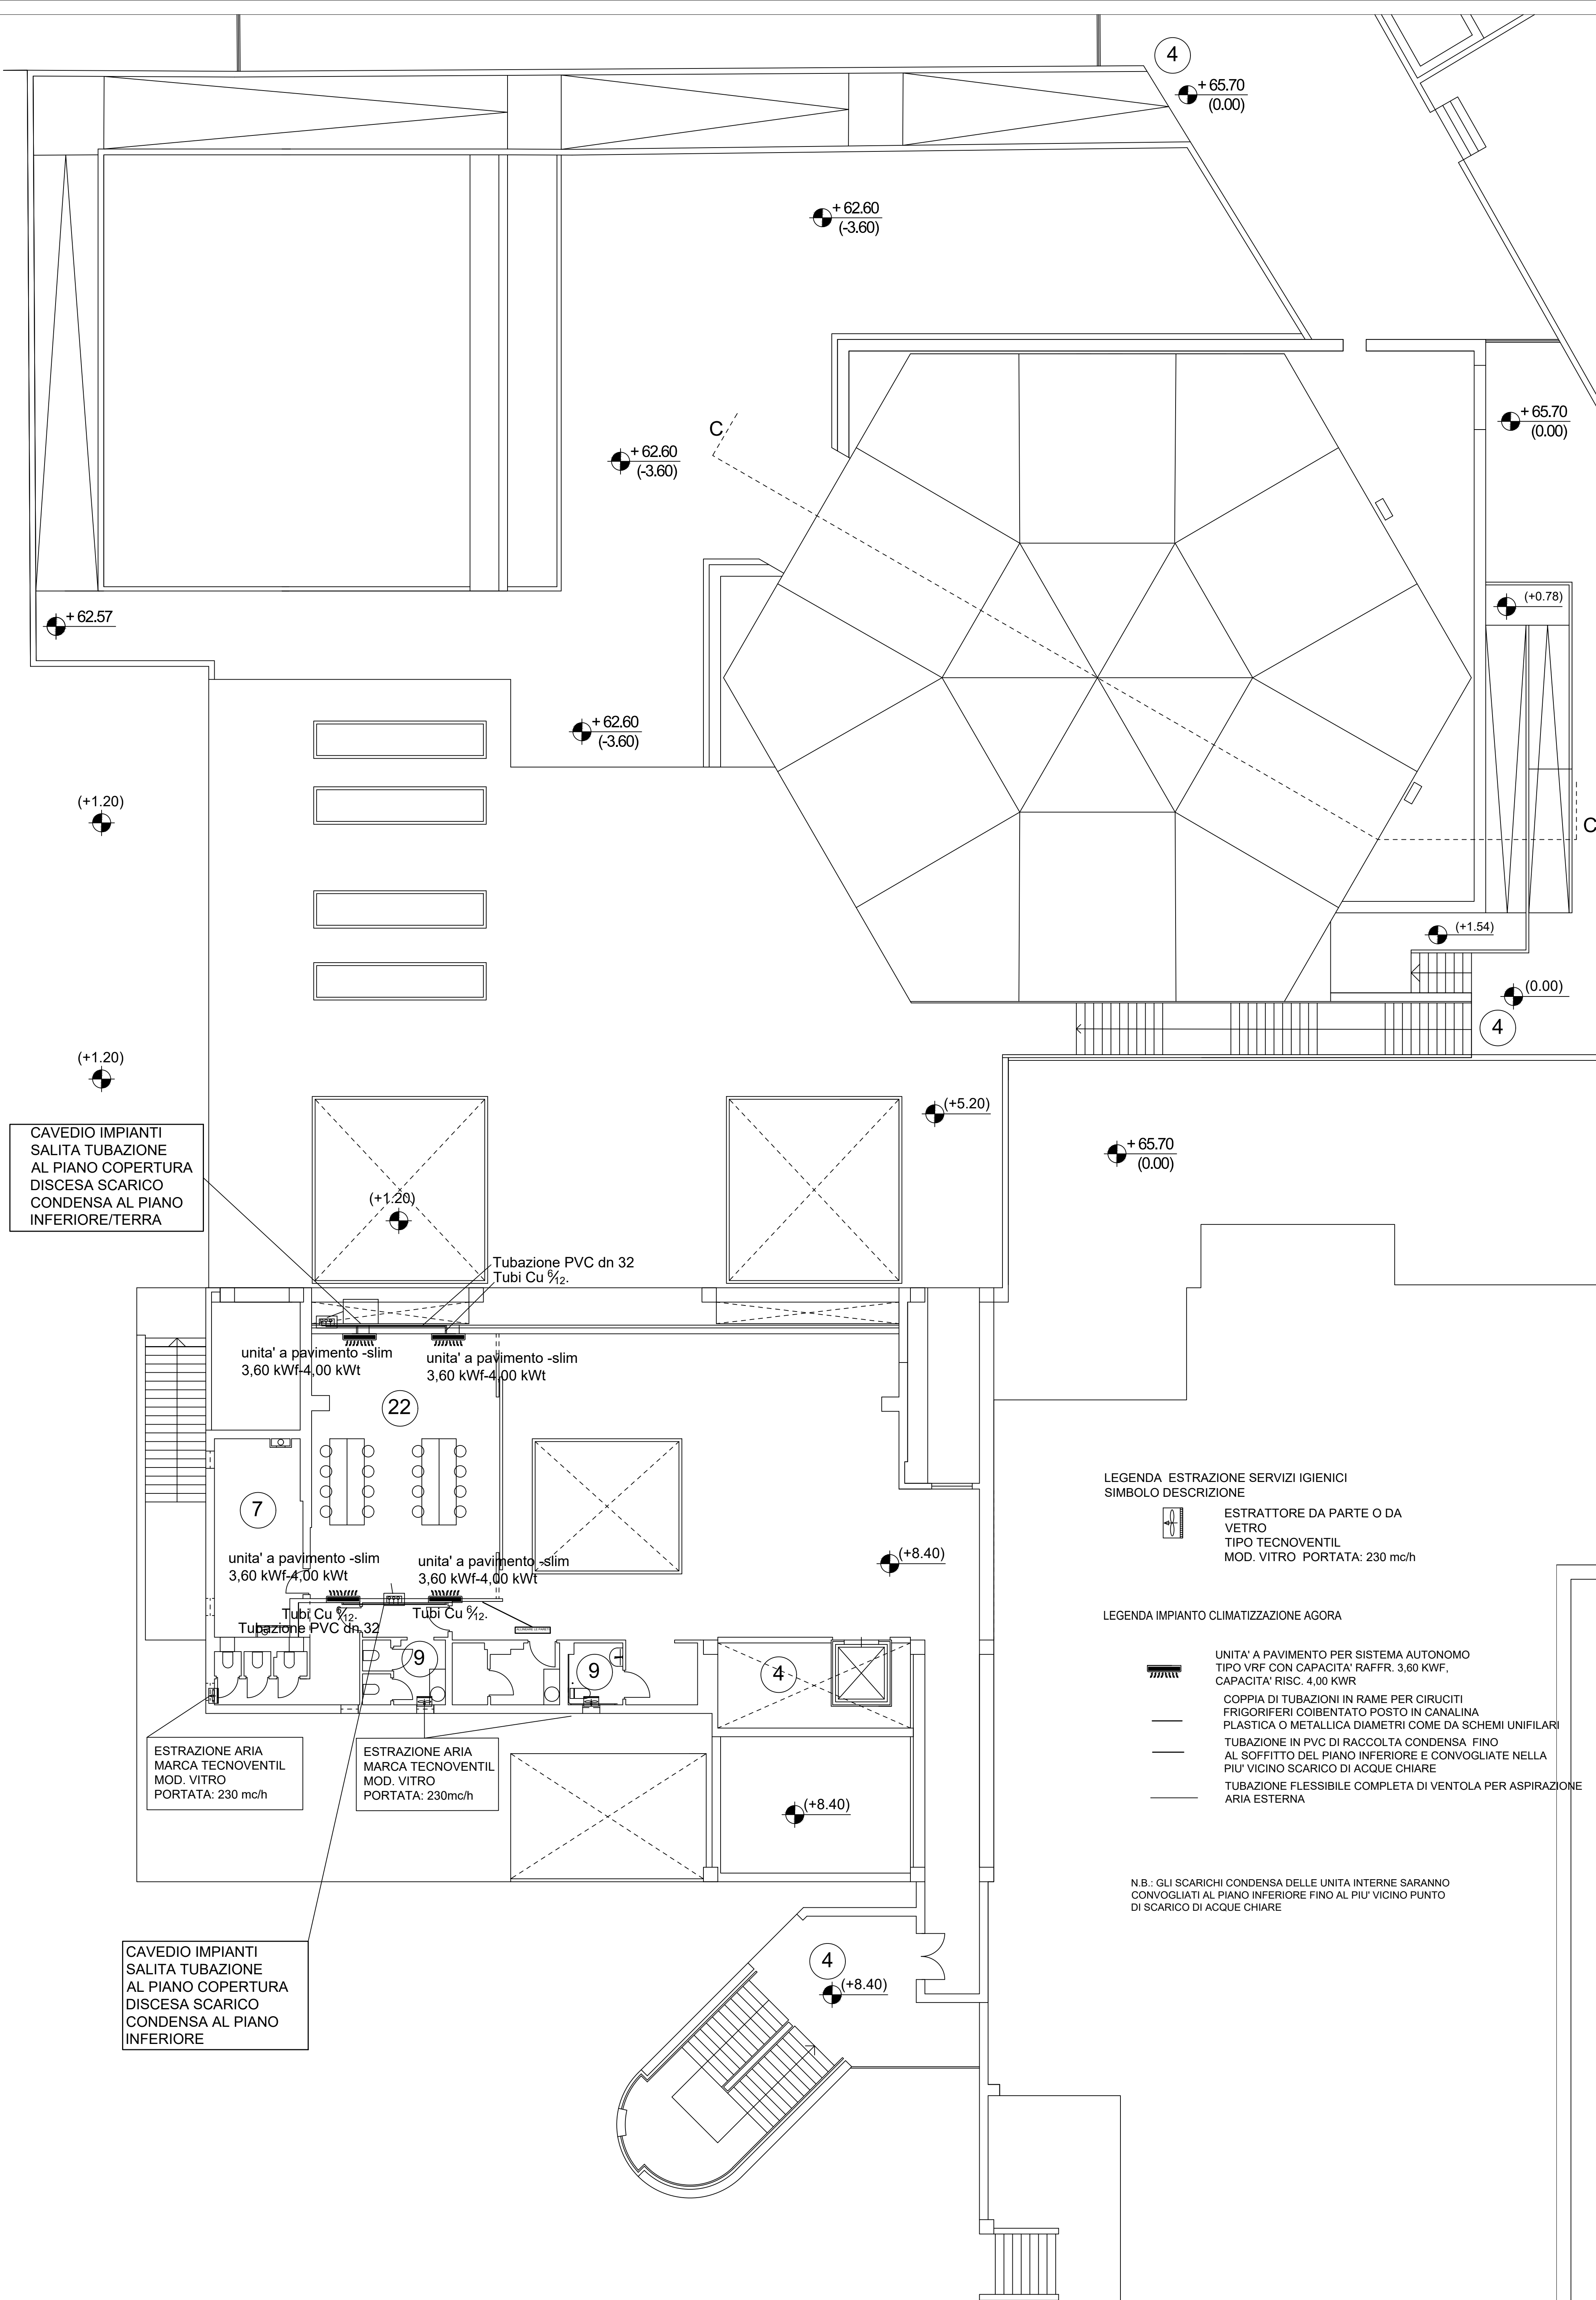 4
+ 65.70
(0.00)
+ 62.60
(-3.60)
+ 65.70
(0.00)
C
+ 62.60
(-3.60)
(+0.78)
+ 62.57
+ 62.60
(-3.60)
(+1.20)
C
(+1.54)
(0.00)
4
(+1.20)
(+5.20)
CAVEDIO IMPIANTI
SALITA TUBAZIONE
AL PIANO COPERTURA
DISCESA SCARICO
CONDENSA AL PIANO
INFERIORE/TERRA
+ 65.70
(0.00)
(+1.20)
Tubazione PVC dn 32
Tubi Cu 6/12.
unita' a pavimento -slim
3,60 kWf-4,00 kWt
unita' a pavimento -slim
3,60 kWf-4,00 kWt
22
7
unita' a pavimento -slim
3,60 kWf-4,00 kWt
unita' a pavimento -slim
3,60 kWf-4,00 kWt
(+8.40)
Tubi Cu 6/12.
Tubazione PVC dn 32
Tubi Cu 6/12.
9
9
4
ESTRAZIONE ARIA
MARCA TECNOVENTIL
MOD. VITRO
PORTATA: 230 mc/h
ESTRAZIONE ARIA
MARCA TECNOVENTIL
MOD. VITRO
PORTATA: 230mc/h
(+8.40)
LEGENDA ESTRAZIONE SERVIZI IGIENICI
SIMBOLO DESCRIZIONE
ESTRATTORE DA PARTE O DA
VETRO
TIPO TECNOVENTIL
MOD. VITRO PORTATA: 230 mc/h
LEGENDA IMPIANTO CLIMATIZZAZIONE AGORA
UNITA' A PAVIMENTO PER SISTEMA AUTONOMO
TIPO VRF CON CAPACITA' RAFFR. 3,60 KWF,
CAPACITA' RISC. 4,00 KWR
COPPIA DI TUBAZIONI IN RAME PER CIRUCITI
FRIGORIFERI COIBENTATO POSTO IN CANALINA
PLASTICA O METALLICA DIAMETRI COME DA SCHEMI UNIFILARI
TUBAZIONE IN PVC DI RACCOLTA CONDENSA FINO
AL SOFFITTO DEL PIANO INFERIORE E CONVOGLIATE NELLA
PIU' VICINO SCARICO DI ACQUE CHIARE
TUBAZIONE FLESSIBILE COMPLETA DI VENTOLA PER ASPIRAZIONE
ARIA ESTERNA
N.B.: GLI SCARICHI CONDENSA DELLE UNITA INTERNE SARANNO
CONVOGLIATI AL PIANO INFERIORE FINO AL PIU' VICINO PUNTO
DI SCARICO DI ACQUE CHIARE
CAVEDIO IMPIANTI
SALITA TUBAZIONE
AL PIANO COPERTURA
DISCESA SCARICO
CONDENSA AL PIANO
INFERIORE
4
(+8.40)